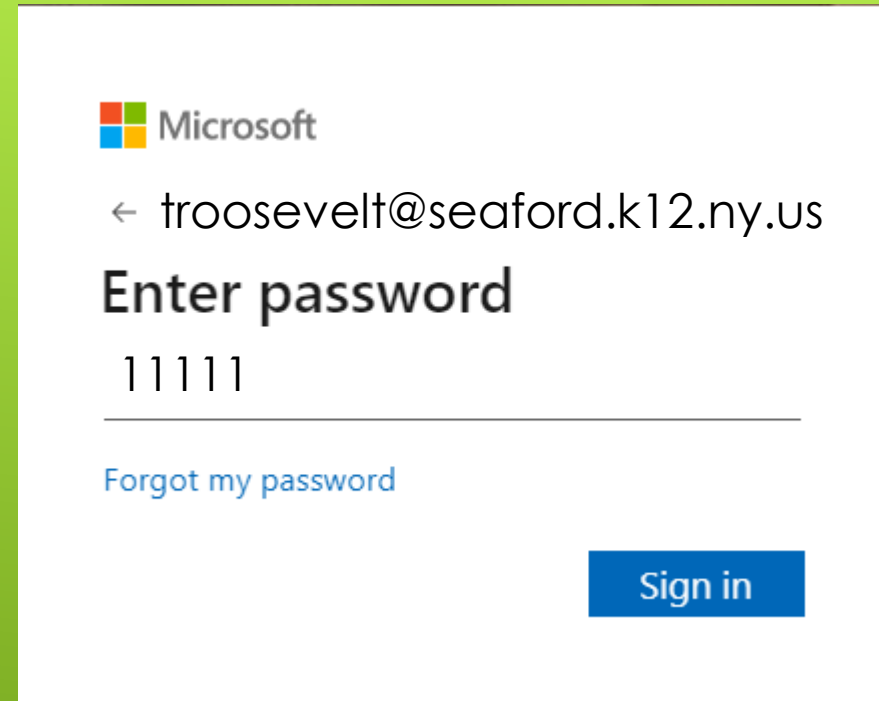 Microsoft
← troosevelt@seaford.k12.ny.us
Enter password
11111
Forgot my password
Sign in